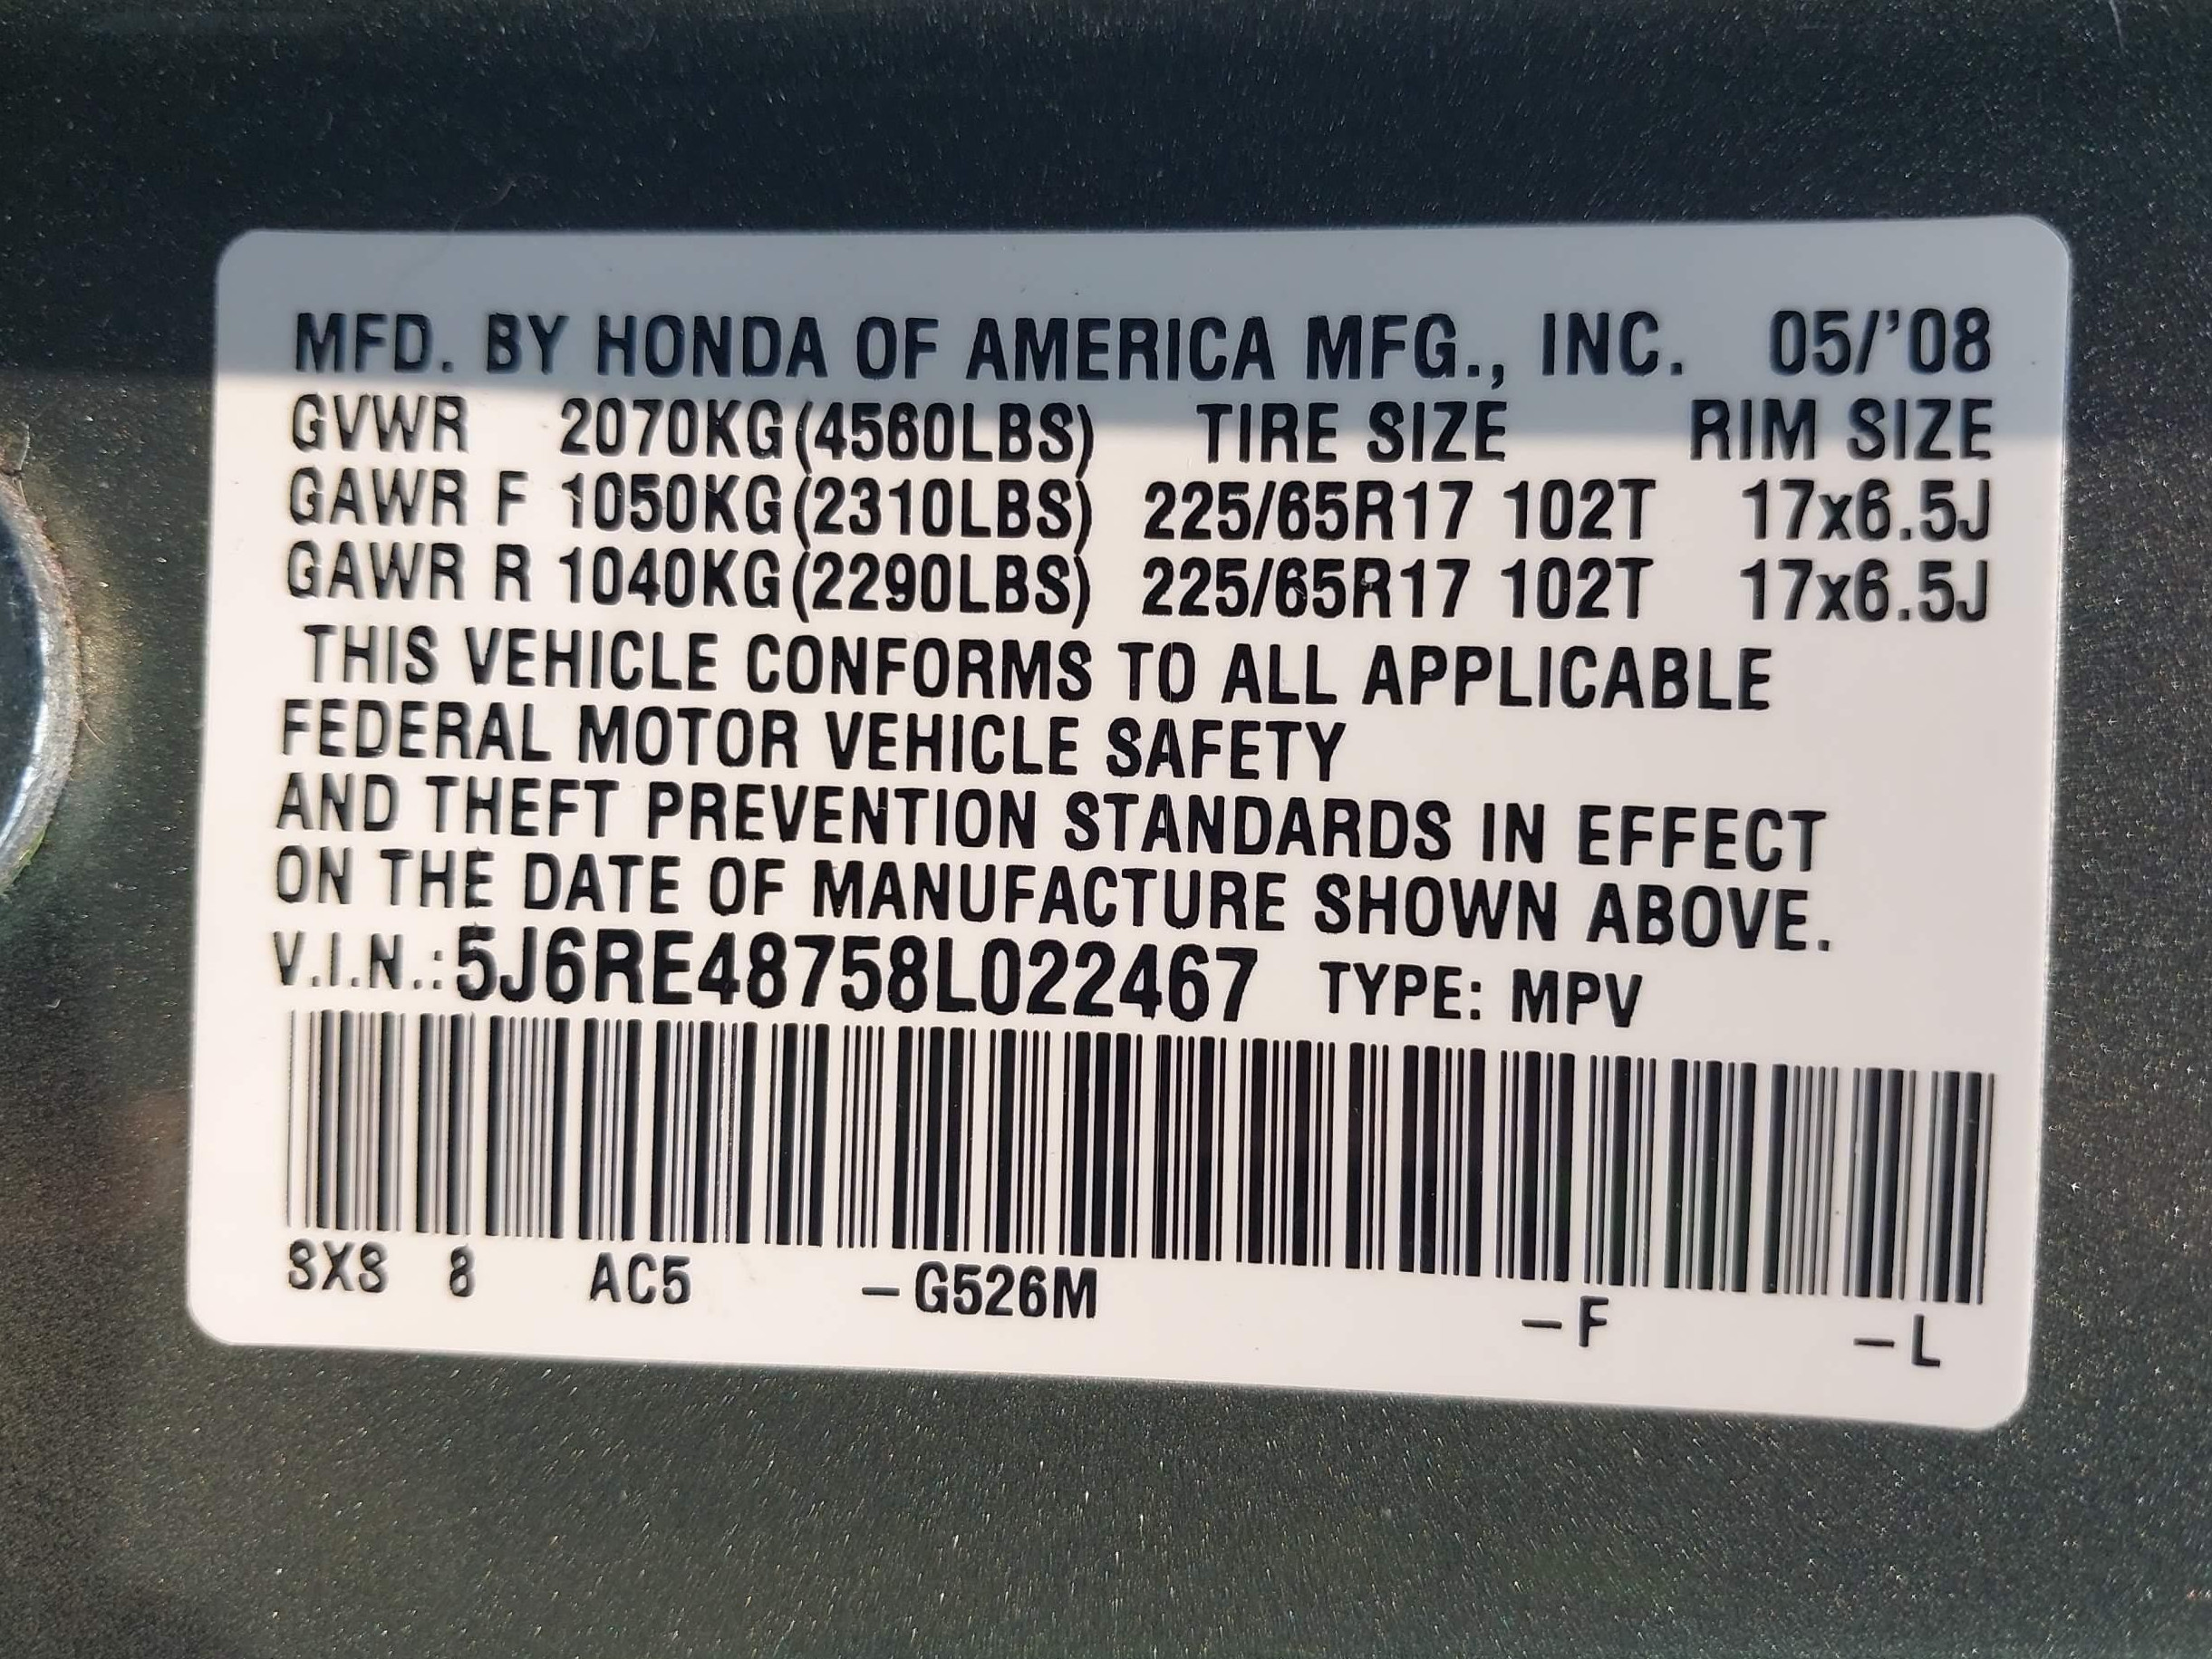 MFD. BY HONDA OF AMERICA MFG., INC. 05/'08
GVWR 2070KG(4560LBS) TIRE SIZE RIM SIZE
GAWR F 1050KG(2310LBS) 225/65R17 102T 17x6.5J
GAWR R 1040KG(2290LBS) 225/65R17 102T 17x6.5J
THIS VEHICLE CONFORMS TO ALL APPLICABLE
FEDERAL MOTOR VEHICLE SAFETY
AND THEFT PREVENTION STANDARDS IN EFFECT
ON THE DATE OF MANUFACTURE SHOWN ABOVE.
V.I.N.:5J6RE48758L022467 TYPE: MPV
SXS 8 AC5 –G526M –F –L